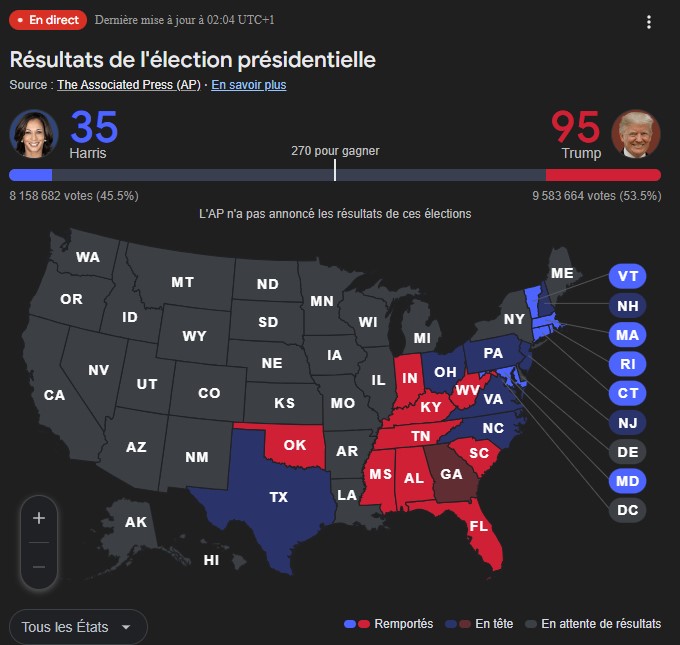 En direct Dernière mise à jour à 02:04 UTC+1
Résultats de l'élection présidentielle
Source : The Associated Press (AP) · En savoir plus
35
Harris
270 pour gagner
95
Trump
8 158 682 votes (45.5%)
9 583 664 votes (53.5%)
L'AP n'a pas annoncé les résultats de ces élections
WA
OR
CA
ID
NV
AZ
MT
WY
UT
CO
NM
ND
SD
NE
KS
OK
TX
MN
IA
MO
AR
LA
WI
IL
MI
IN
OH
KY
TN
MS
AL
GA
FL
SC
NC
VA
WV
PA
NY
ME
VT
NH
MA
RI
CT
NJ
DE
MD
DC
AK
HI
+
−
Tous les États
Remportés En tête En attente de résultats